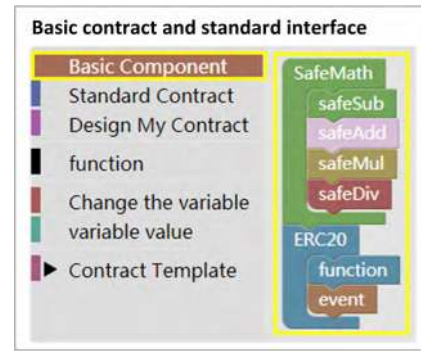 Basic contract and standard interface
Basic Component
Standard Contract
Design My Contract
function
Change the variable
variable value
Contract Template
SafeMath
safeSub
safeAdd
safeMul
safeDiv
ERC20
function
event